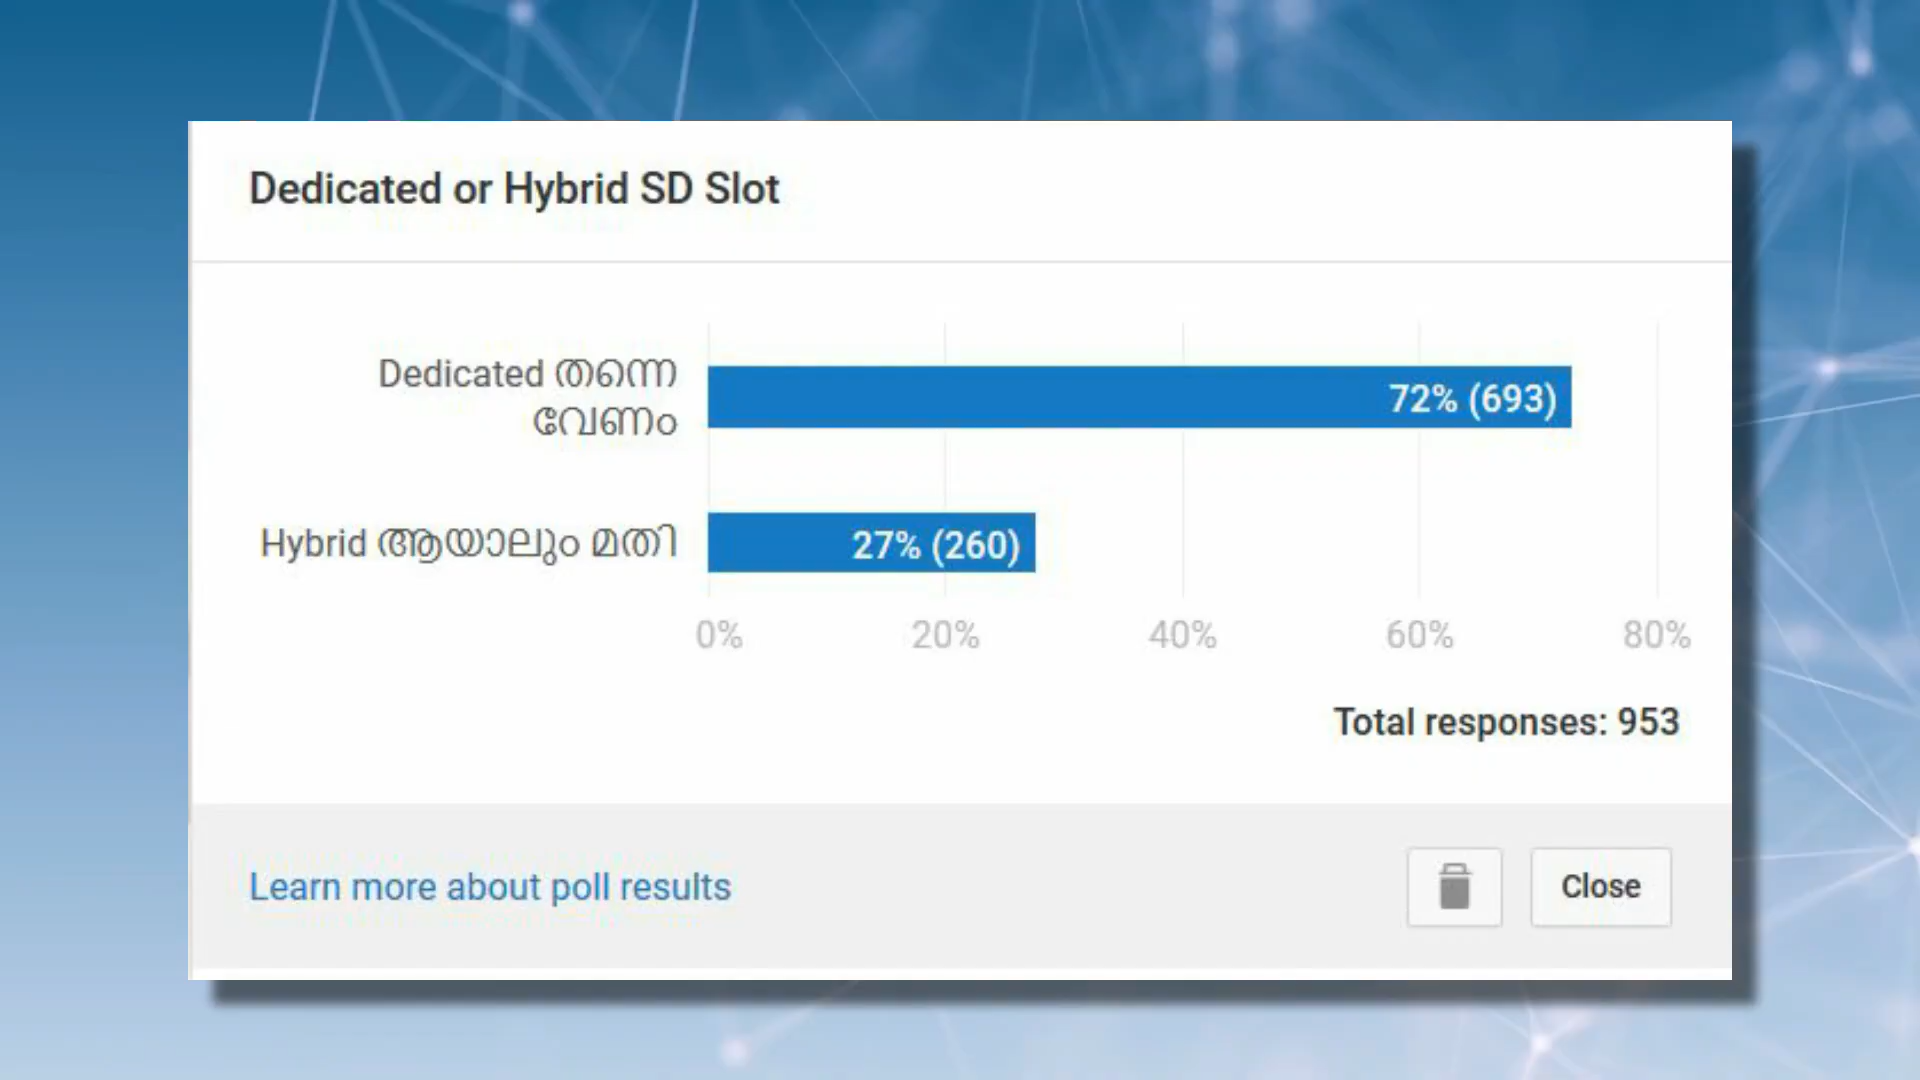 Dedicated or Hybrid SD Slot
Dedicated തന്നെ
വേണം
72% (693)
Hybrid ആയാലും മതി
27% (260)
0% 20% 40% 60% 80%
Total responses: 953
Learn more about poll results
Close